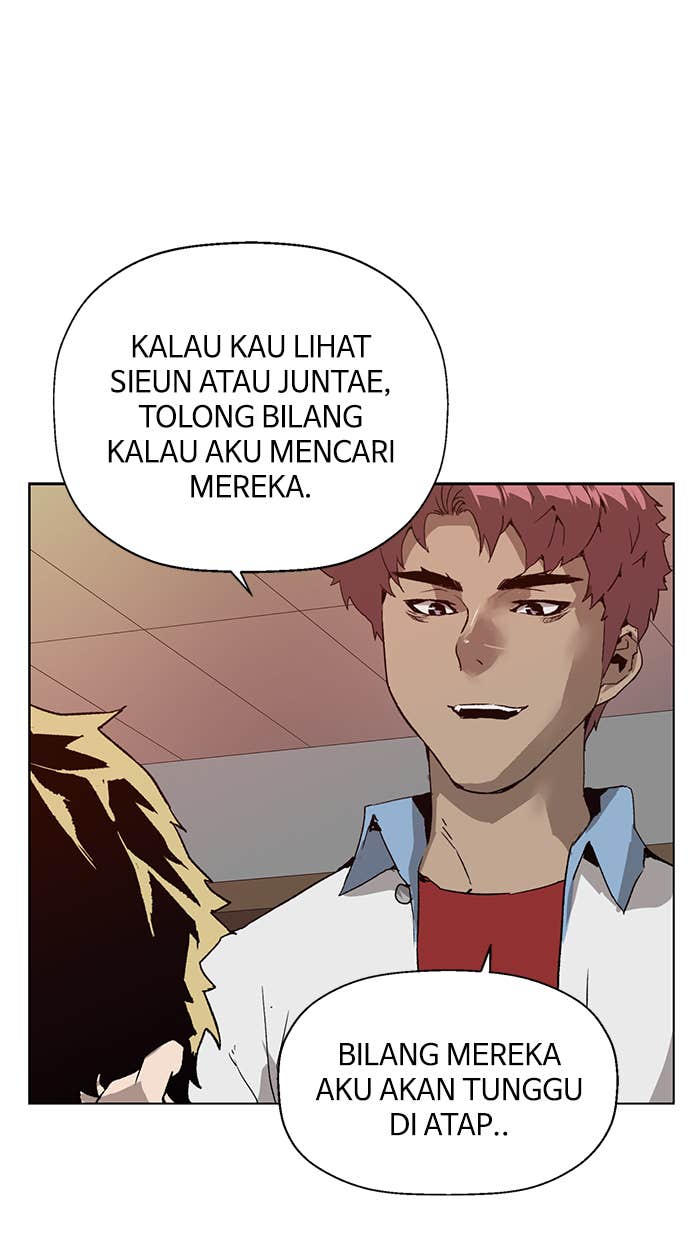 KALAU KAU LIHAT
SIEUN ATAU JUNTAE,
TOLONG BILANG
KALAU AKU MENCARI
MEREKA.
BILANG MEREKA
AKU AKAN TUNGGU
DI ATAP..